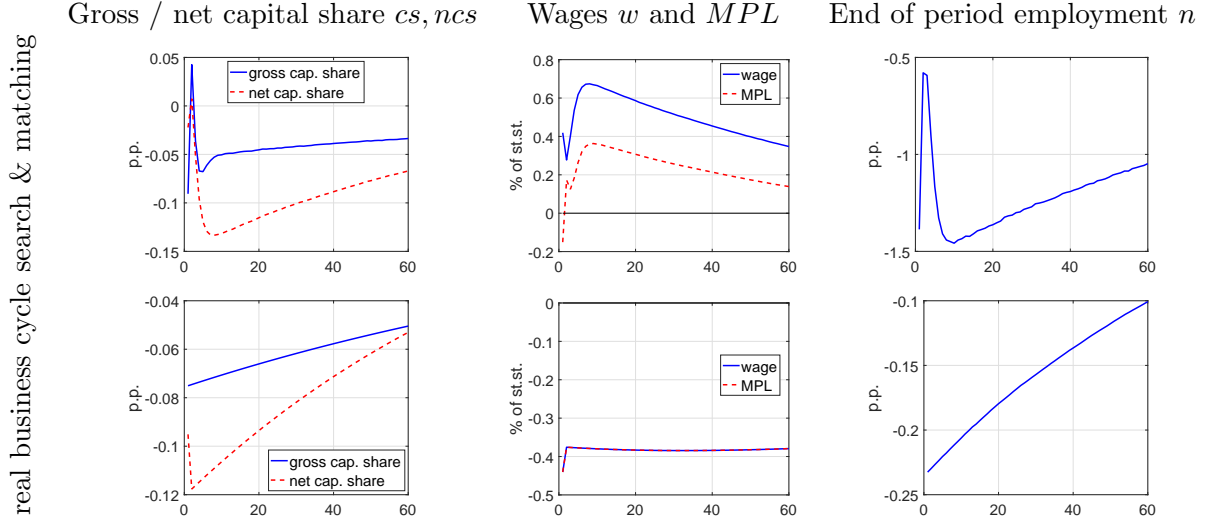 Gross / net capital share cs, ncs
Wages w and MPL
End of period employment n
real business cycle search & matching
p.p.
0.05
0
-0.05
-0.1
-0.15
0
20
40
60
gross cap. share
net cap. share
% of st.st.
0.8
0.6
0.4
0.2
0
-0.2
0
20
40
60
wage
MPL
p.p.
-0.5
-1
-1.5
0
20
40
60
p.p.
-0.04
-0.06
-0.08
-0.1
-0.12
0
20
40
60
gross cap. share
net cap. share
% of st.st.
0
-0.1
-0.2
-0.3
-0.4
-0.5
0
20
40
60
wage
MPL
p.p.
-0.1
-0.15
-0.2
-0.25
0
20
40
60